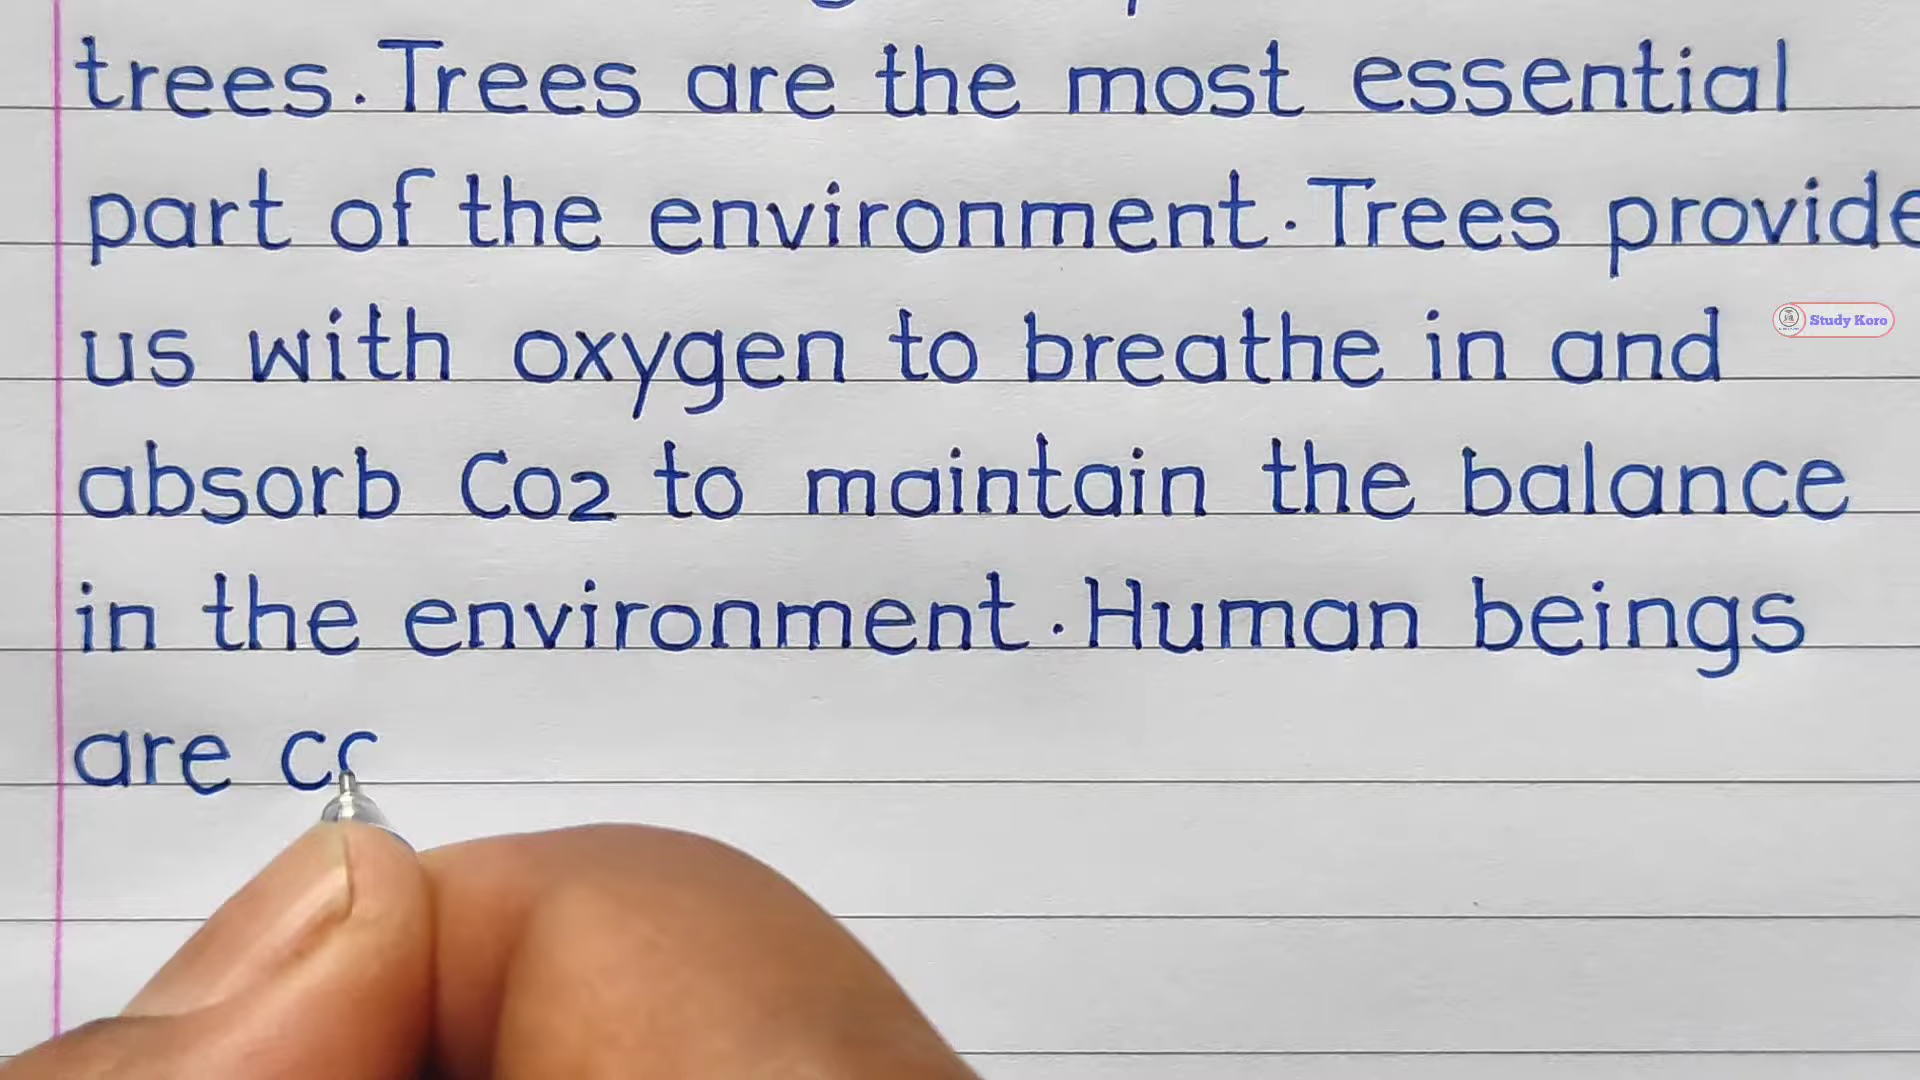 trees. Trees are the most essential
part of the environment. Trees provide
us with oxygen to breathe in and
Study Koro
absorb Co2 to maintain the balance
in the environment. Human beings
are